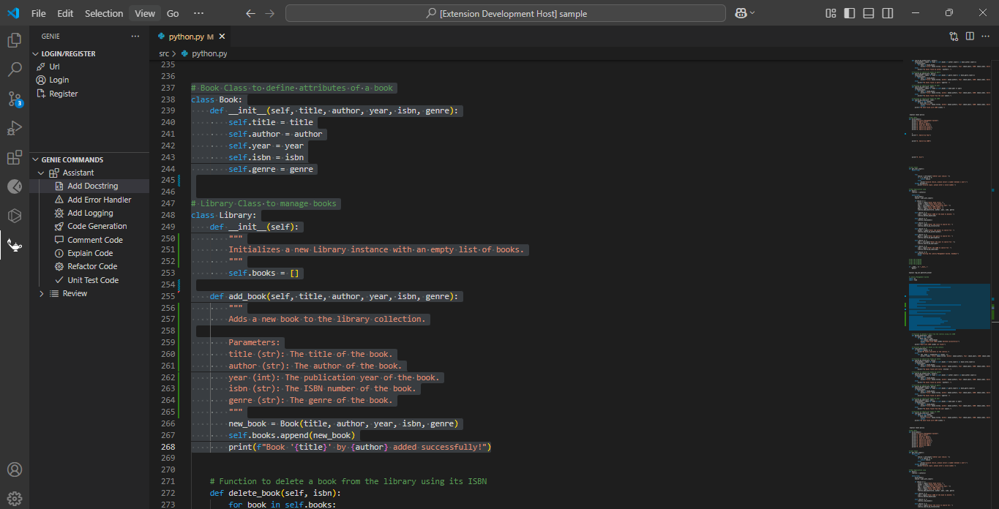 File Edit Selection View Go ··· [Extension Development Host] sample
GENIE ···
LOGIN/REGISTER
Url
Login
Register
3
GENIE COMMANDS
Assistant
Add Docstring
Add Error Handler
Add Logging
Code Generation
Comment Code
Explain Code
Refactor Code
Unit Test Code
Review
python.py M
src > python.py
235
236
237 # Book Class to define attributes of a book
238 class Book:
239 def __init__(self, title, author, year, isbn, genre):
240 self.title = title
241 self.author = author
242 self.year = year
243 self.isbn = isbn
244 self.genre = genre
245
246
247 # Library Class to manage books
248 class Library:
249 def __init__(self):
250 """
251 Initializes a new Library instance with an empty list of books.
252 """
253 self.books = []
254
255 def add_book(self, title, author, year, isbn, genre):
256 """
257 Adds a new book to the library collection.
258
259 Parameters:
260 title (str): The title of the book.
261 author (str): The author of the book.
262 year (int): The publication year of the book.
263 isbn (str): The ISBN number of the book.
264 genre (str): The genre of the book.
265 """
266 new_book = Book(title, author, year, isbn, genre)
267 self.books.append(new_book)
268 print(f"Book '{title}' by {author} added successfully!")
269
270
271 # Function to delete a book from the library using its ISBN
272 def delete_book(self, isbn):
273 for book in self.books: